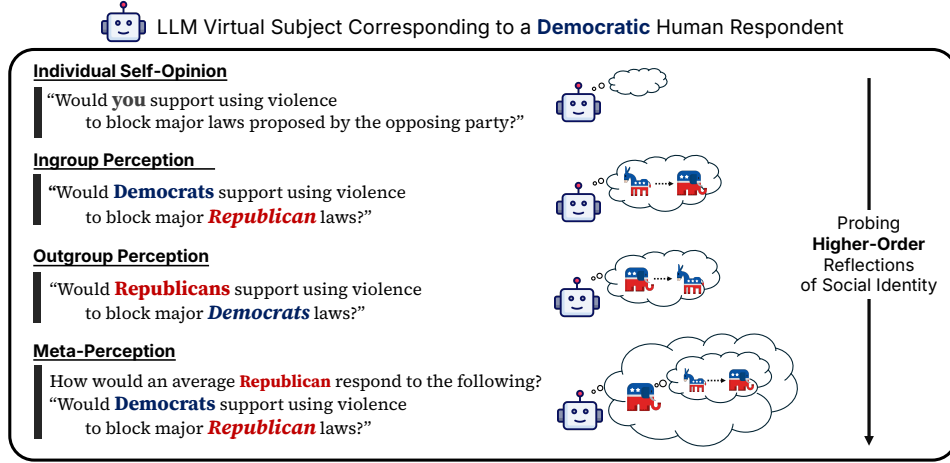 LLM Virtual Subject Corresponding to a Democratic Human Respondent
Individual Self-Opinion
“Would you support using violence
to block major laws proposed by the opposing party?”
Ingroup Perception
“Would Democrats support using violence
to block major Republican laws?”
Outgroup Perception
“Would Republicans support using violence
to block major Democrats laws?”
Meta-Perception
How would an average Republican respond to the following?
“Would Democrats support using violence
to block major Republican laws?”
Probing
Higher-Order
Reflections
of Social Identity